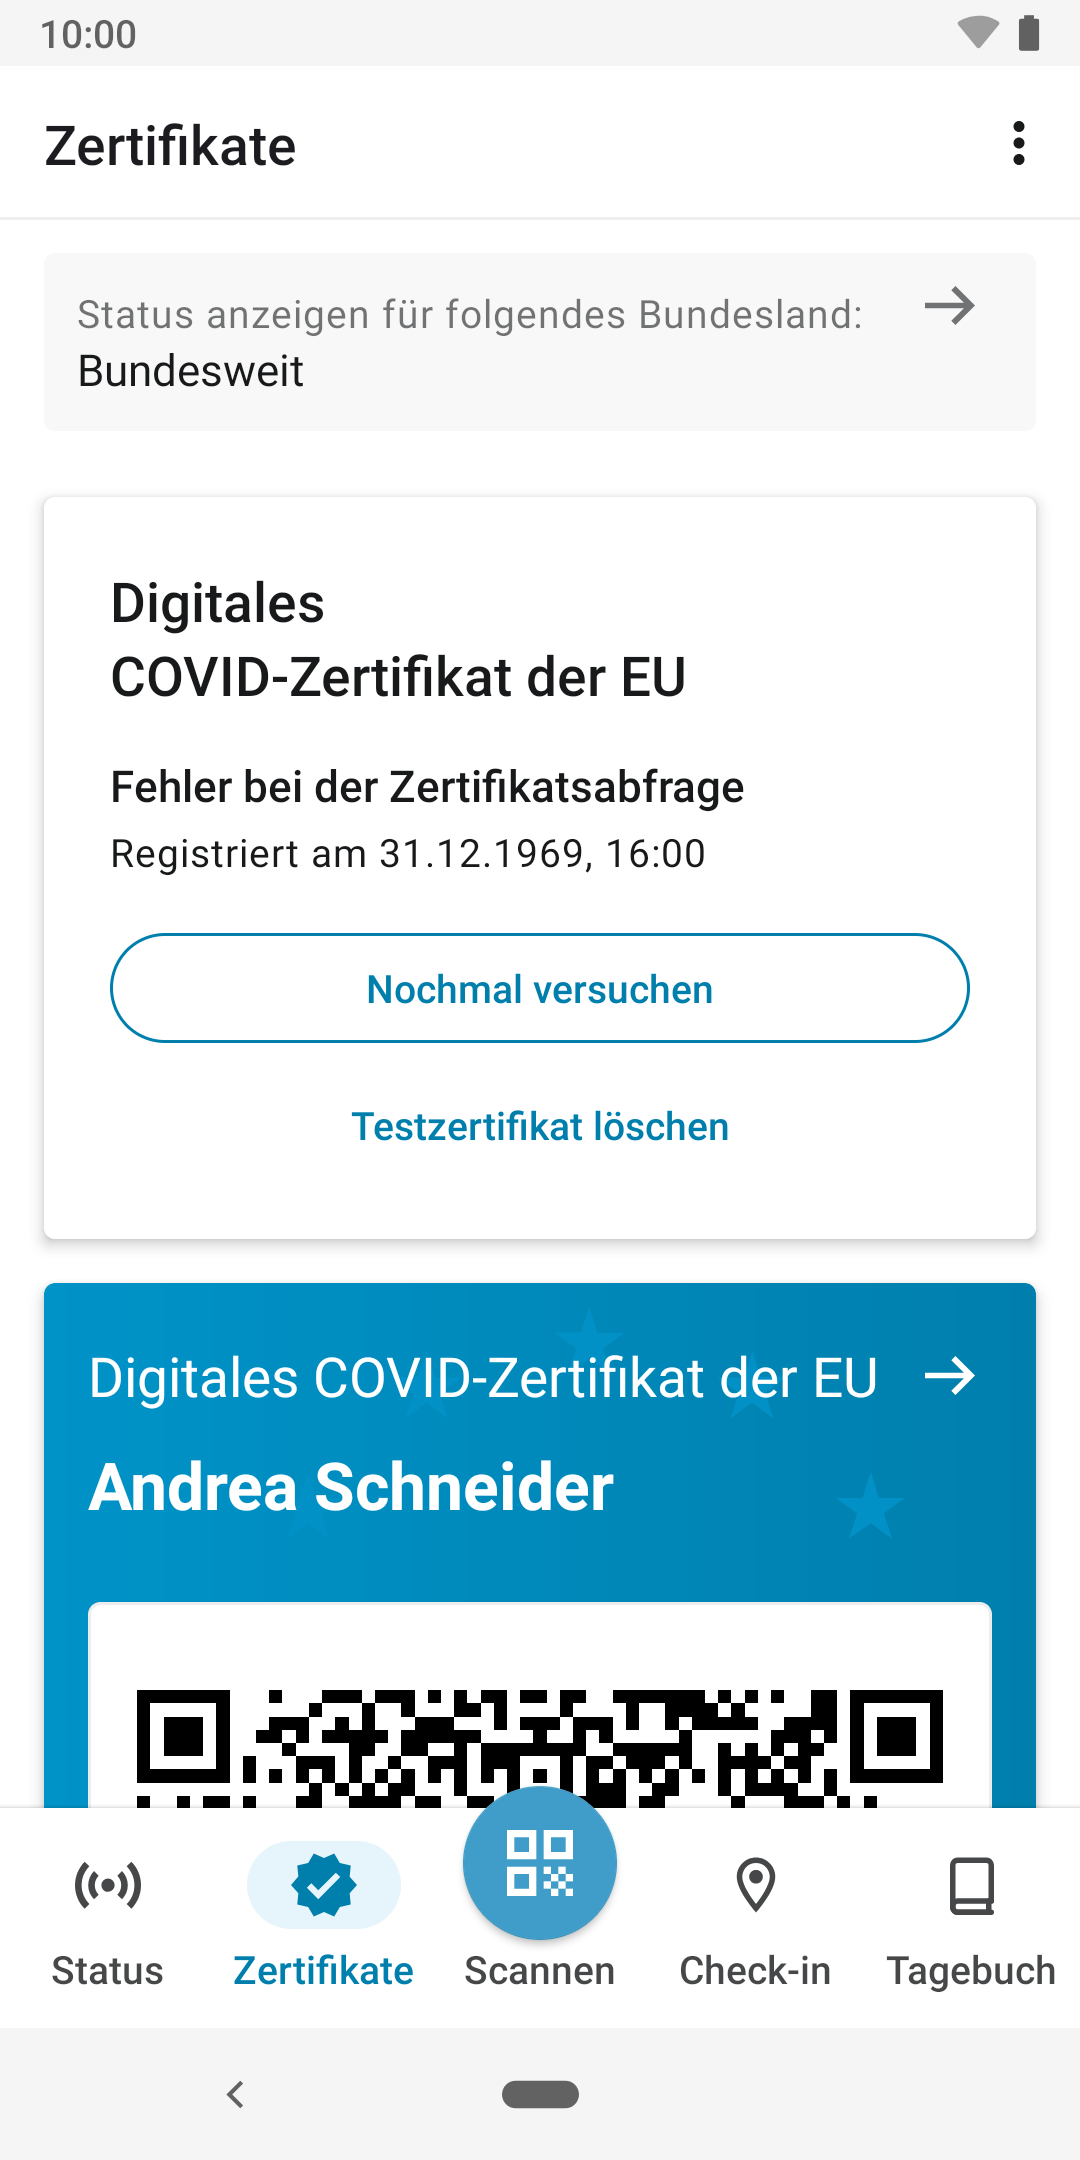 10:00
Zertifikate
Status anzeigen für folgendes Bundesland:
Bundesweit
Digitales
COVID-Zertifikat der EU
Fehler bei der Zertifikatsabfrage
Registriert am 31.12.1969, 16:00
Nochmal versuchen
Testzertifikat löschen
Digitales COVID-Zertifikat der EU
Andrea Schneider
Status
Zertifikate
Scannen
Check-in
Tagebuch